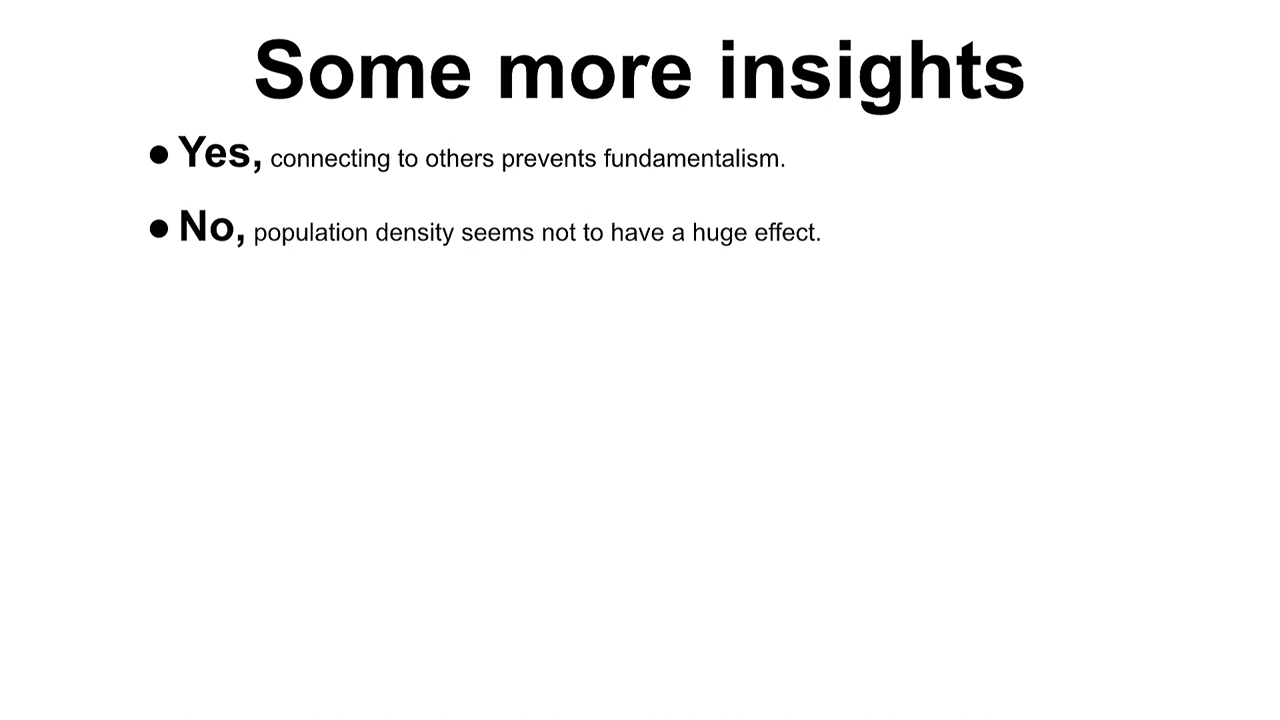 Some more insights
● Yes, connecting to others prevents fundamentalism.
● No, population density seems not to have a huge effect.